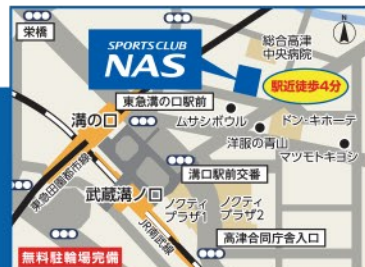 栄橋
SPORTS CLUB
NAS
総合高津
中央病院
駅近徒歩4分
東急溝の口駅前
溝の口
ムサシボウル
ドン・キホーテ
洋服の青山
マツモトキヨシ
東急田園都市線
武蔵溝ノ口
溝口駅前交番
ノクティ
プラザ1
ノクティ
プラザ2
JR南武線
高津合同庁舎入口
無料駐輪場完備